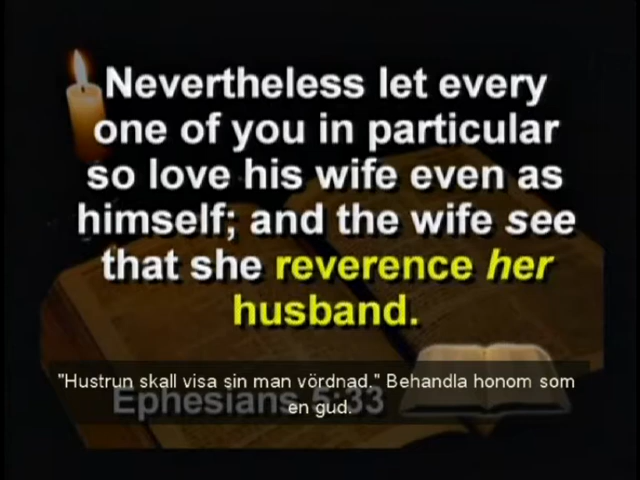 Nevertheless let every
one of you in particular
so love his wife even as
himself; and the wife see
that she reverence her
husband.
"Hustrun skall visa sin man vördnad." Behandla honom som
en gud.
Ephesians 5:33